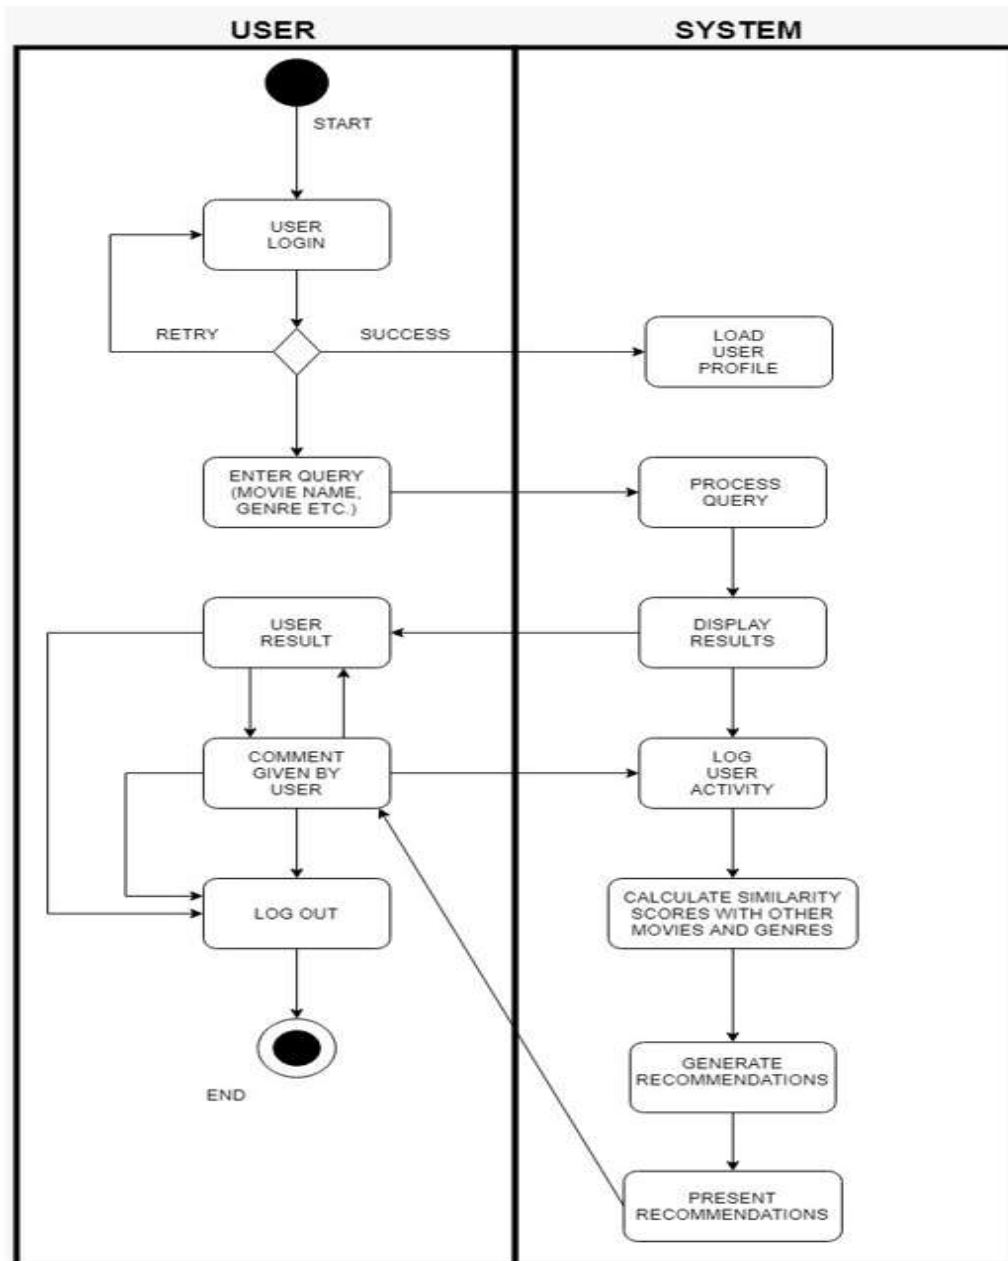 USER
SYSTEM
START
USER
LOGIN
RETRY
SUCCESS
LOAD
USER
PROFILE
ENTER QUERY
(MOVIE NAME,
GENRE ETC.)
PROCESS
QUERY
USER
RESULT
DISPLAY
RESULTS
COMMENT
GIVEN BY
USER
LOG
USER
ACTIVITY
LOG OUT
CALCULATE SIMILARITY
SCORES WITH OTHER
MOVIES AND GENRES
END
GENERATE
RECOMMENDATIONS
PRESENT
RECOMMENDATIONS